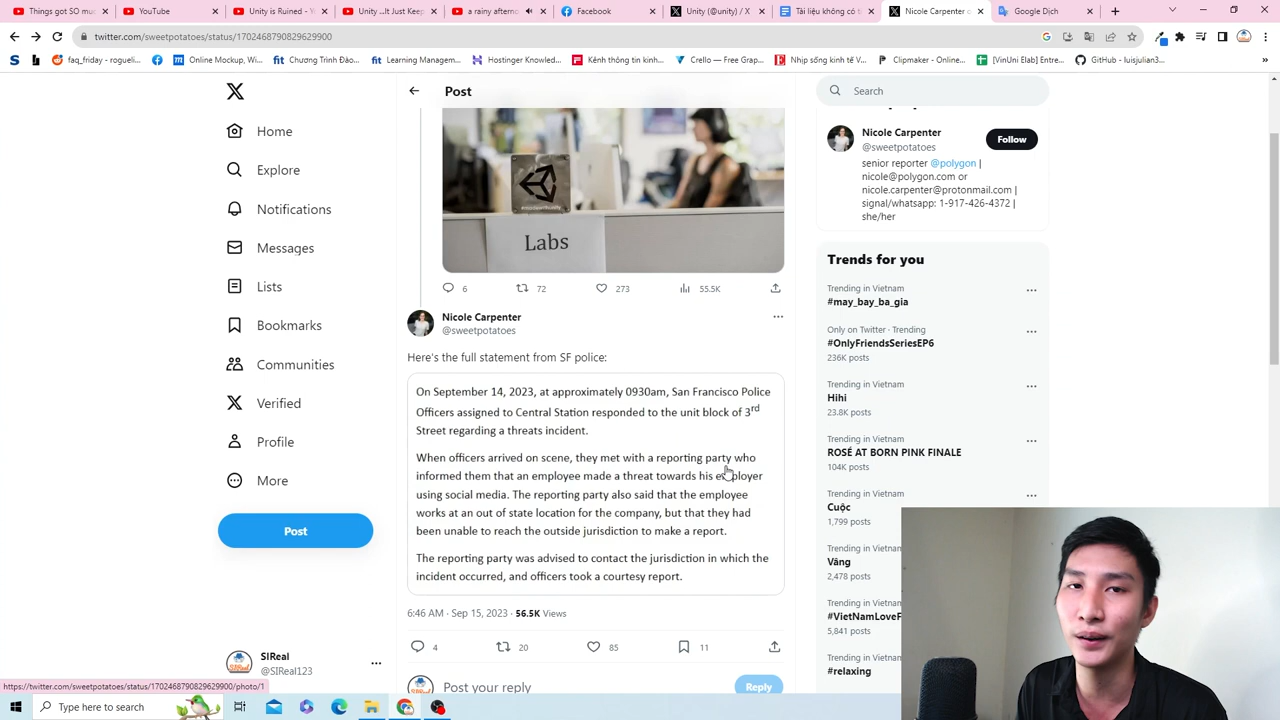 Things got SO mu
YouTube
Unity is Ruined - Y
Unity ...It Just Keep
a rainy aftern
Facebook
Unity (@unity) / X
Tài liệu không có t
Nicole Carpenter o
Google Dịch
twitter.com/sweetpotatoes/status/1702468790829629900
faq_friday - rogueli...
Online Mockup, Wi...
Chương Trình Đào...
Learning Managem...
Hostinger Knowled...
Kênh thông tin kinh...
Crello — Free Grap...
Nhịp sống kinh tế V...
Clipmaker - Online...
[VinUni Elab] Entre...
GitHub - luisjulian3...
»
Post
Search
Home
Explore
Notifications
Messages
Lists
Bookmarks
Communities
Verified
Profile
More
Post
SIReal
@SIReal123
Labs
6 72 273 55.5K
Nicole Carpenter
@sweetpotatoes
Here's the full statement from SF police:
On September 14, 2023, at approximately 0930am, San Francisco Police
Officers assigned to Central Station responded to the unit block of 3rd
Street regarding a threats incident.
When officers arrived on scene, they met with a reporting party who
informed them that an employee made a threat towards his employer
using social media. The reporting party also said that the employee
works at an out of state location for the company, but that they had
been unable to reach the outside jurisdiction to make a report.
The reporting party was advised to contact the jurisdiction in which the
incident occurred, and officers took a courtesy report.
6:46 AM · Sep 15, 2023 · 56.5K Views
4 20 85 11
Post your reply
Reply
Nicole Carpenter
@sweetpotatoes
Follow
senior reporter @polygon |
nicole@polygon.com or
nicole.carpenter@protonmail.com |
signal/whatsapp: 1-917-426-4372 |
she/her
Trends for you
Trending in Vietnam
#may_bay_ba_gia
Only on Twitter · Trending
#OnlyFriendsSeriesEP6
236K posts
Trending in Vietnam
Hihi
23.8K posts
Trending in Vietnam
ROSÉ AT BORN PINK FINALE
104K posts
Trending in Vietnam
Cuộc
1,799 posts
Trending in Vietnam
Vâng
2,478 posts
Trending in Vietnam
#VietNamLoveF
5,841 posts
Trending in Vietnam
#relaxing
https://twitter.com/sweetpotatoes/status/1702468790829629900/photo/1
Type here to search